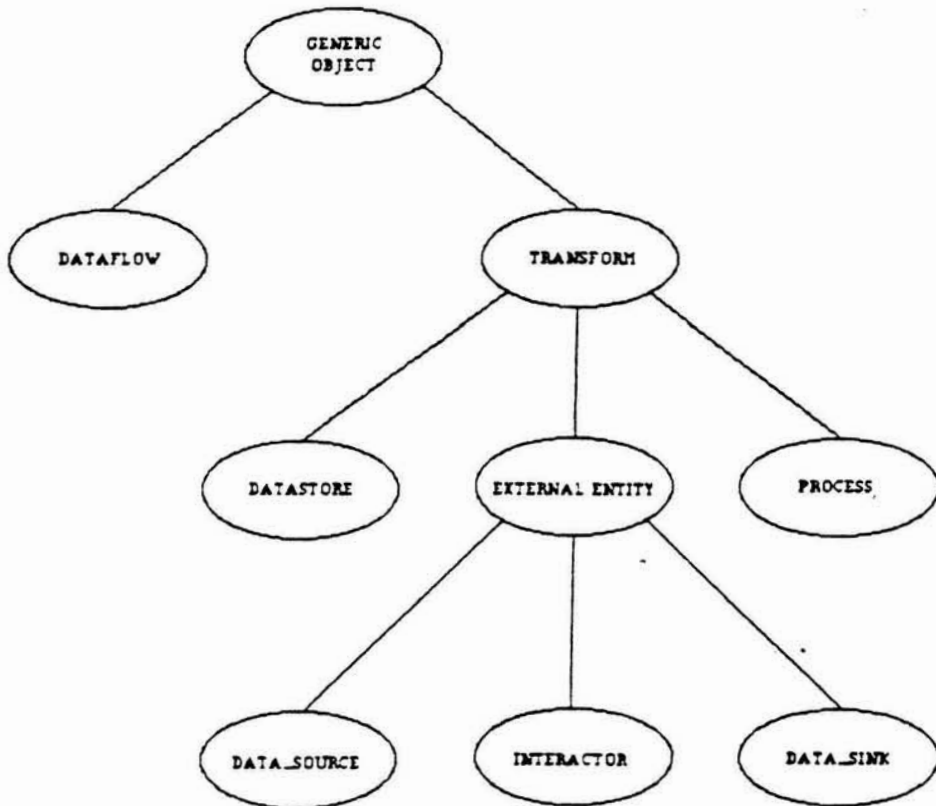 GENERIC
OBJECT
DATAFLOW
TRANSFORM
DATASTORE
EXTERNAL ENTITY
PROCESS
DATA_SOURCE
INTERACTOR
DATA_SINK